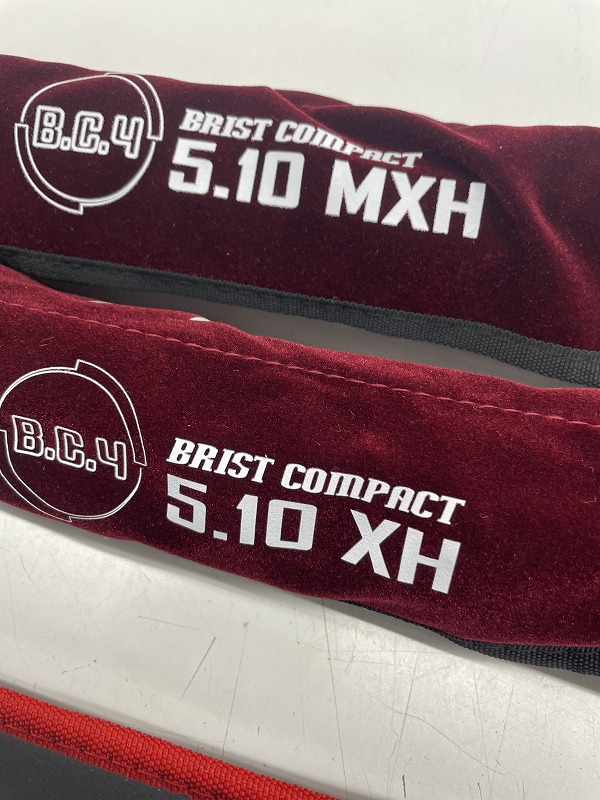 B.C.4
BRIST COMPACT
5.10 MXH
B.C.4
BRIST COMPACT
5.10 XH